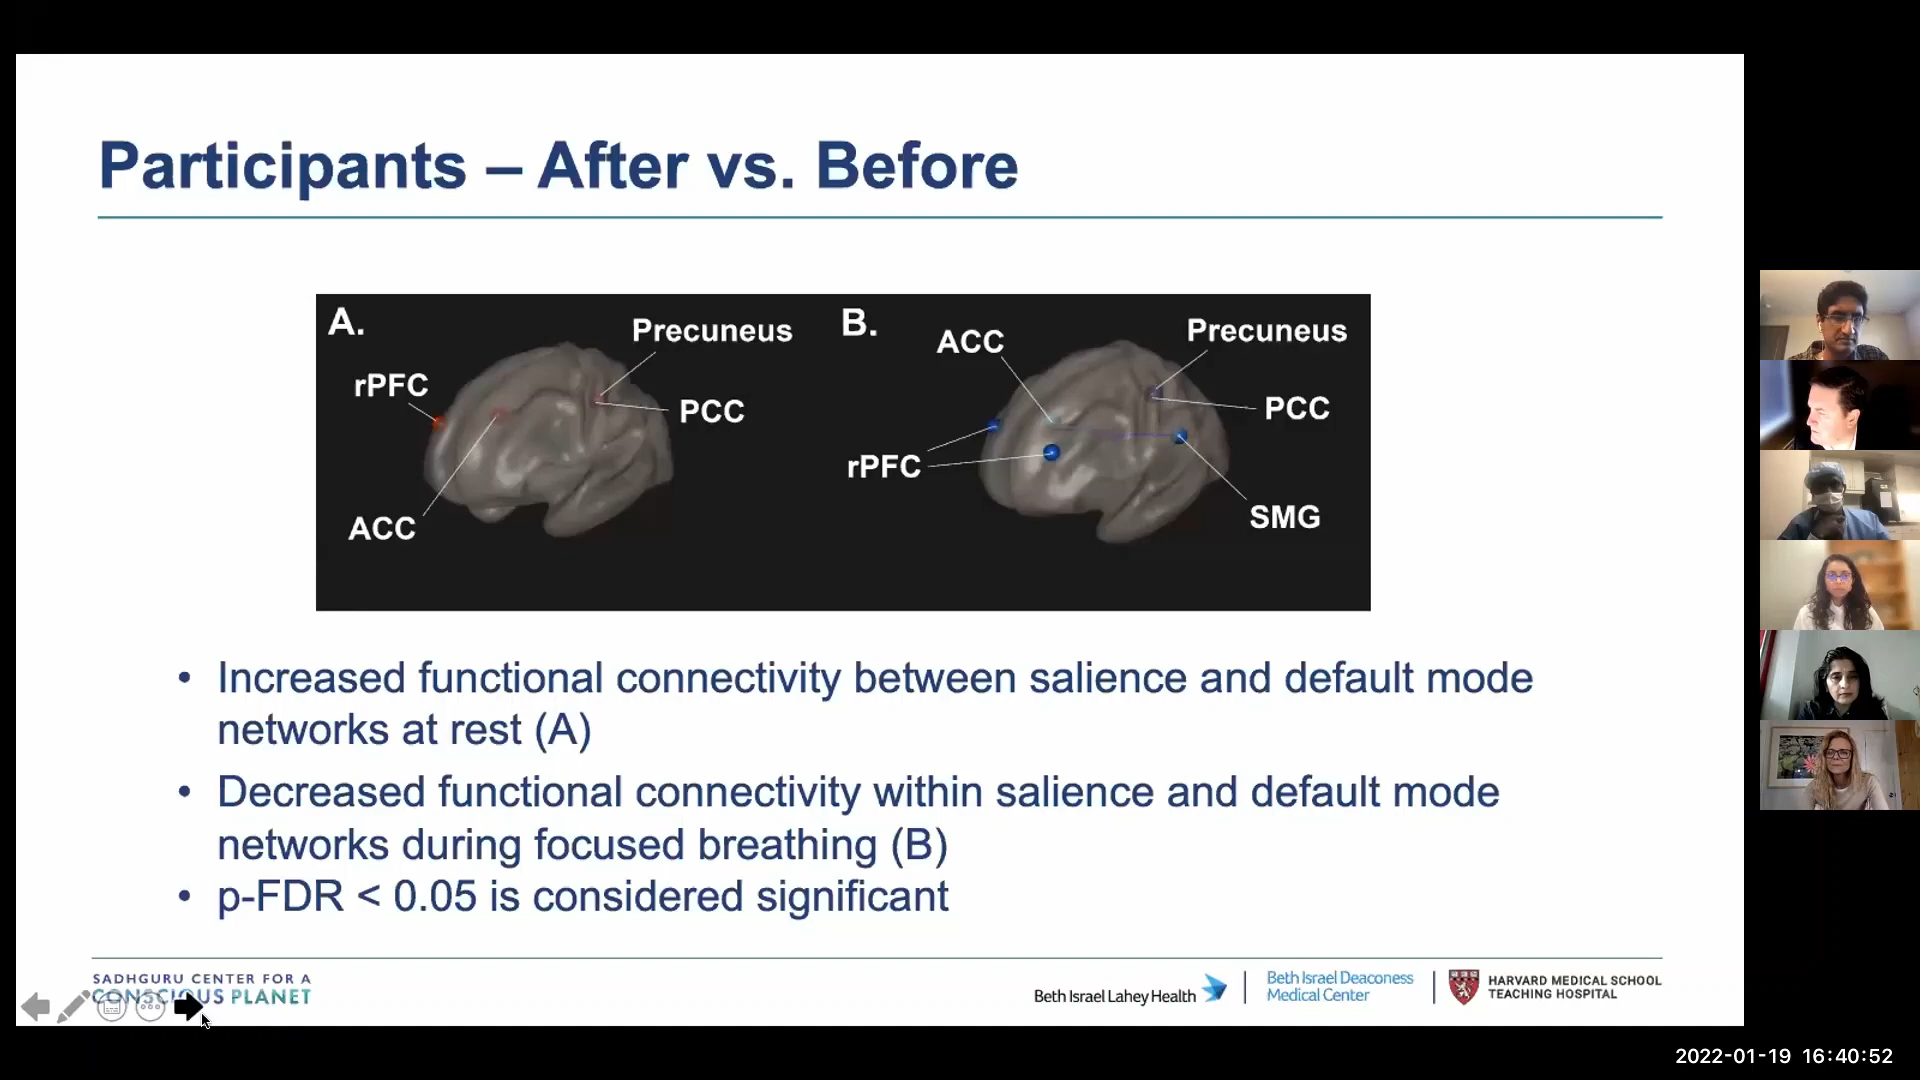 Participants – After vs. Before
A.
Precuneus
rPFC
PCC
ACC
B.
ACC
Precuneus
PCC
rPFC
SMG
• Increased functional connectivity between salience and default mode
networks at rest (A)
• Decreased functional connectivity within salience and default mode
networks during focused breathing (B)
• p-FDR < 0.05 is considered significant
SADHGURU CENTER FOR A
CONSCIOUS PLANET
Beth Israel Lahey Health
Beth Israel Deaconess
Medical Center
HARVARD MEDICAL SCHOOL
TEACHING HOSPITAL
2022-01-19 16:40:52